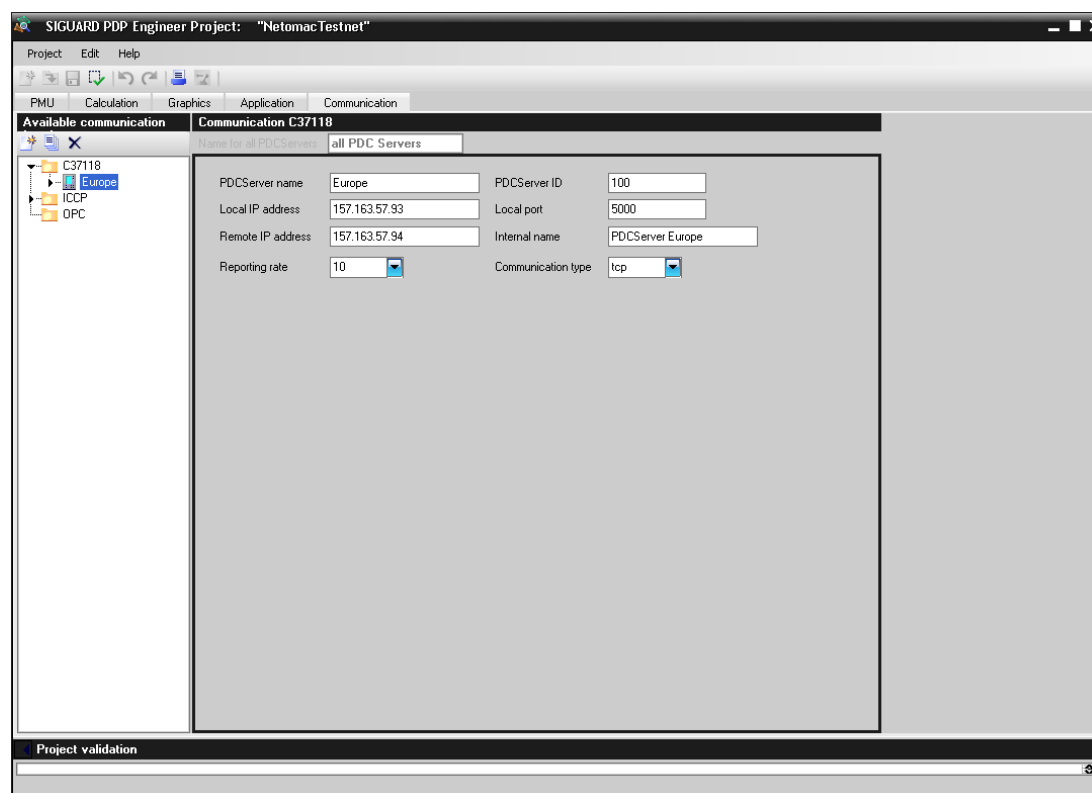 SIGUARD PDP Engineer Project: "NetomacTestnet"
Project Edit Help
PMU Calculation Graphics Application Communication
Available communication
Communication C37118
Name for all PDCServers all PDC Servers
C37118
Europe
ICCP
OPC
PDCServer name Europe PDCServer ID 100
Local IP address 157.163.57.93 Local port 5000
Remote IP address 157.163.57.94 Internal name PDCServer Europe
Reporting rate 10 Communication type tcp
Project validation